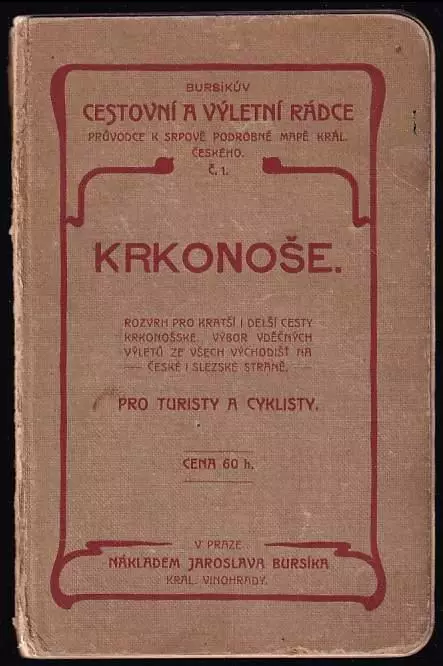 BURSÍKŮV
CESTOVNÍ A VÝLETNÍ RÁDCE
PRŮVODCE K SRPOVĚ PODROBNÉ MAPĚ KRÁL.
ČESKÉHO.
Č. 1.
KRKONOŠE.
ROZVRH PRO KRATŠÍ I DELŠÍ CESTY
KRKONOŠSKÉ. VÝBOR VDĚČNÝCH
VÝLETŮ ZE VŠECH VÝCHODIŠŤ NA
ČESKÉ I SLEZSKÉ STRANĚ.
PRO TURISTY A CYKLISTY.
CENA 60 h.
V PRAZE.
NÁKLADEM JAROSLAVA BURSÍKA
KRÁL. VINOHRADY.